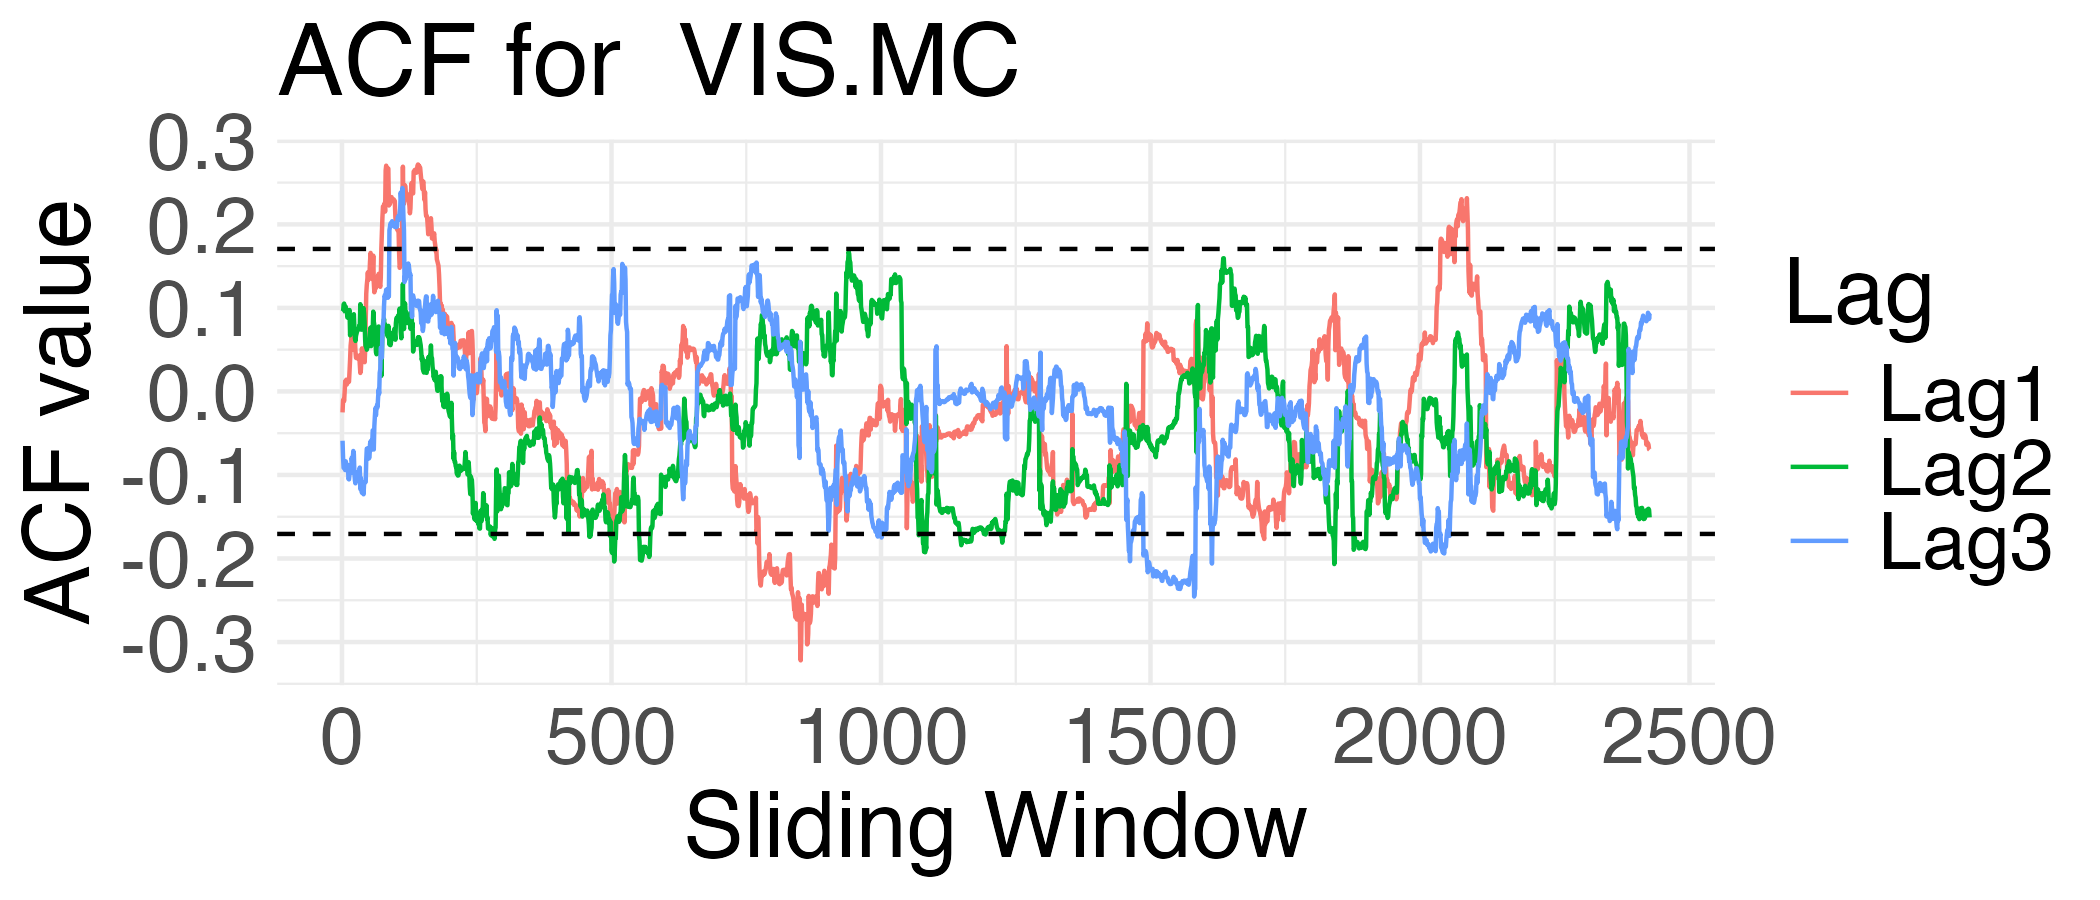 ACF for VIS.MC
0.3
0.2
0.1
0.0
-0.1
-0.2
-0.3
ACF value
0 500 1000 1500 2000 2500
Sliding Window
Lag
Lag1
Lag2
Lag3